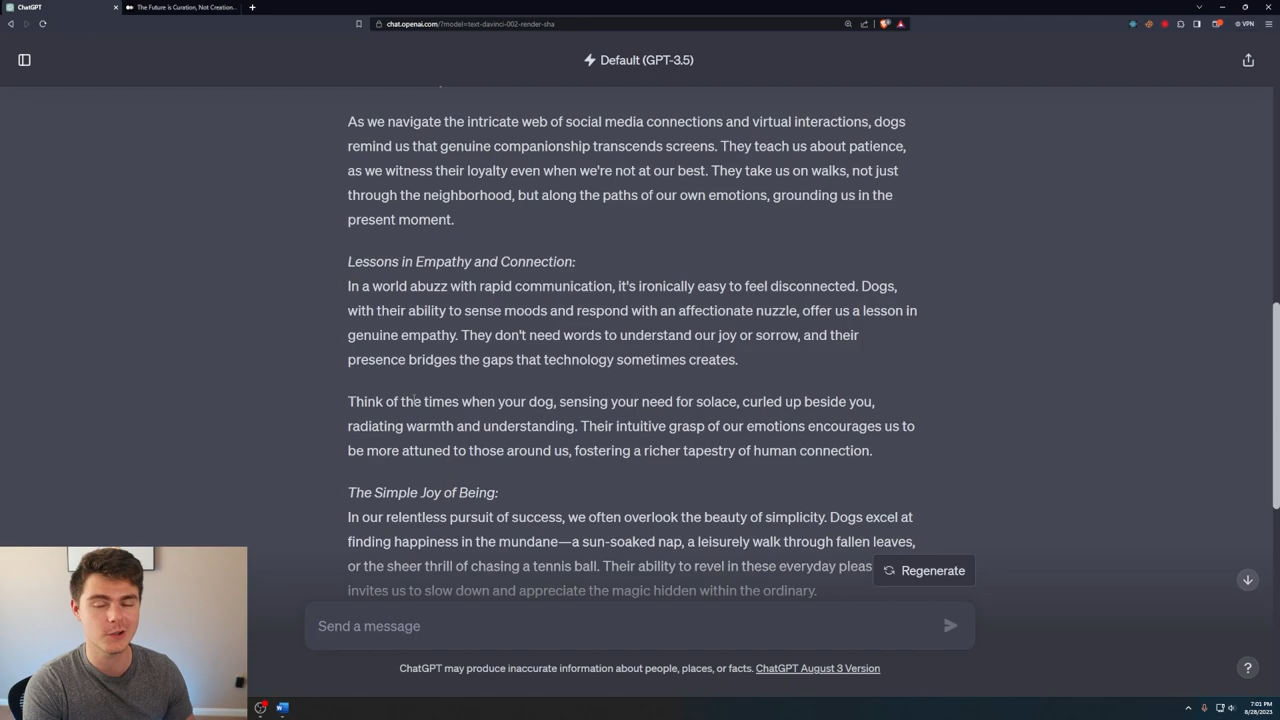 ChatGPT
The Future is Curation, Not Creation...
chat.openai.com/?model=text-davinci-002-render-sha
VPN
Default (GPT-3.5)
As we navigate the intricate web of social media connections and virtual interactions, dogs
remind us that genuine companionship transcends screens. They teach us about patience,
as we witness their loyalty even when we're not at our best. They take us on walks, not just
through the neighborhood, but along the paths of our own emotions, grounding us in the
present moment.
Lessons in Empathy and Connection:
In a world abuzz with rapid communication, it's ironically easy to feel disconnected. Dogs,
with their ability to sense moods and respond with an affectionate nuzzle, offer us a lesson in
genuine empathy. They don't need words to understand our joy or sorrow, and their
presence bridges the gaps that technology sometimes creates.
Think of the times when your dog, sensing your need for solace, curled up beside you,
radiating warmth and understanding. Their intuitive grasp of our emotions encourages us to
be more attuned to those around us, fostering a richer tapestry of human connection.
The Simple Joy of Being:
In our relentless pursuit of success, we often overlook the beauty of simplicity. Dogs excel at
finding happiness in the mundane—a sun-soaked nap, a leisurely walk through fallen leaves,
or the sheer thrill of chasing a tennis ball. Their ability to revel in these everyday pleas
invites us to slow down and appreciate the magic hidden within the ordinary.
Regenerate
Send a message
ChatGPT may produce inaccurate information about people, places, or facts. ChatGPT August 3 Version
?
7:01 PM
8/28/2023